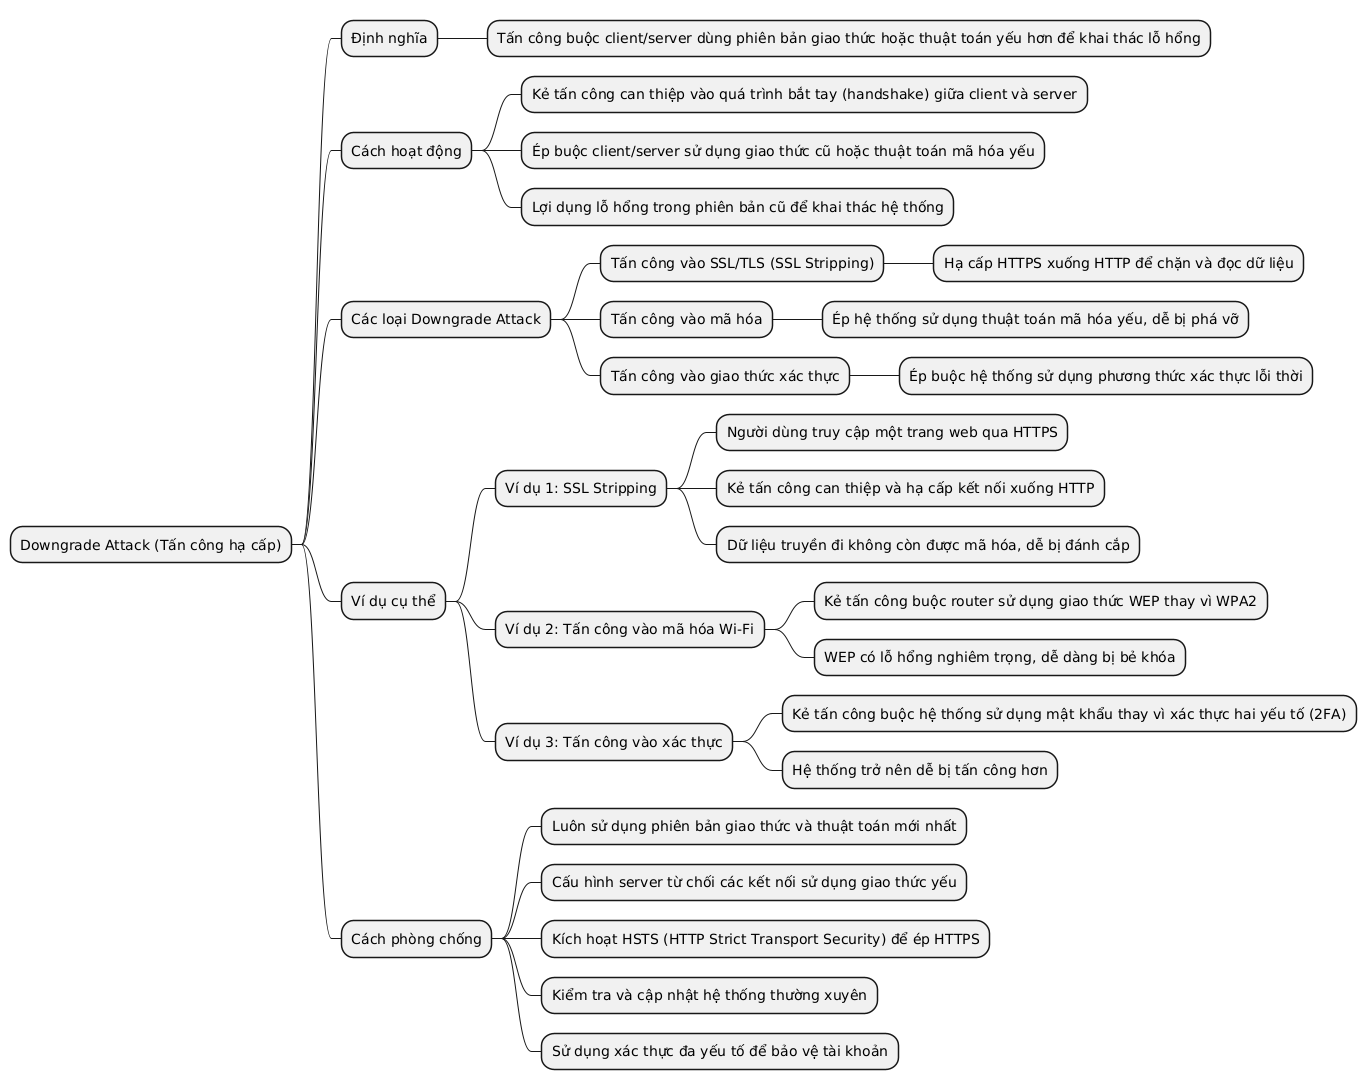 Downgrade Attack (Tấn công hạ cấp)
Định nghĩa
Tấn công buộc client/server dùng phiên bản giao thức hoặc thuật toán yếu hơn để khai thác lỗ hổng
Cách hoạt động
Kẻ tấn công can thiệp vào quá trình bắt tay (handshake) giữa client và server
Ép buộc client/server sử dụng giao thức cũ hoặc thuật toán mã hóa yếu
Lợi dụng lỗ hổng trong phiên bản cũ để khai thác hệ thống
Các loại Downgrade Attack
Tấn công vào SSL/TLS (SSL Stripping)
Hạ cấp HTTPS xuống HTTP để chặn và đọc dữ liệu
Tấn công vào mã hóa
Ép hệ thống sử dụng thuật toán mã hóa yếu, dễ bị phá vỡ
Tấn công vào giao thức xác thực
Ép buộc hệ thống sử dụng phương thức xác thực lỗi thời
Ví dụ cụ thể
Ví dụ 1: SSL Stripping
Người dùng truy cập một trang web qua HTTPS
Kẻ tấn công can thiệp và hạ cấp kết nối xuống HTTP
Dữ liệu truyền đi không còn được mã hóa, dễ bị đánh cắp
Ví dụ 2: Tấn công vào mã hóa Wi-Fi
Kẻ tấn công buộc router sử dụng giao thức WEP thay vì WPA2
WEP có lỗ hổng nghiêm trọng, dễ dàng bị bẻ khóa
Ví dụ 3: Tấn công vào xác thực
Kẻ tấn công buộc hệ thống sử dụng mật khẩu thay vì xác thực hai yếu tố (2FA)
Hệ thống trở nên dễ bị tấn công hơn
Cách phòng chống
Luôn sử dụng phiên bản giao thức và thuật toán mới nhất
Cấu hình server từ chối các kết nối sử dụng giao thức yếu
Kích hoạt HSTS (HTTP Strict Transport Security) để ép HTTPS
Kiểm tra và cập nhật hệ thống thường xuyên
Sử dụng xác thực đa yếu tố để bảo vệ tài khoản